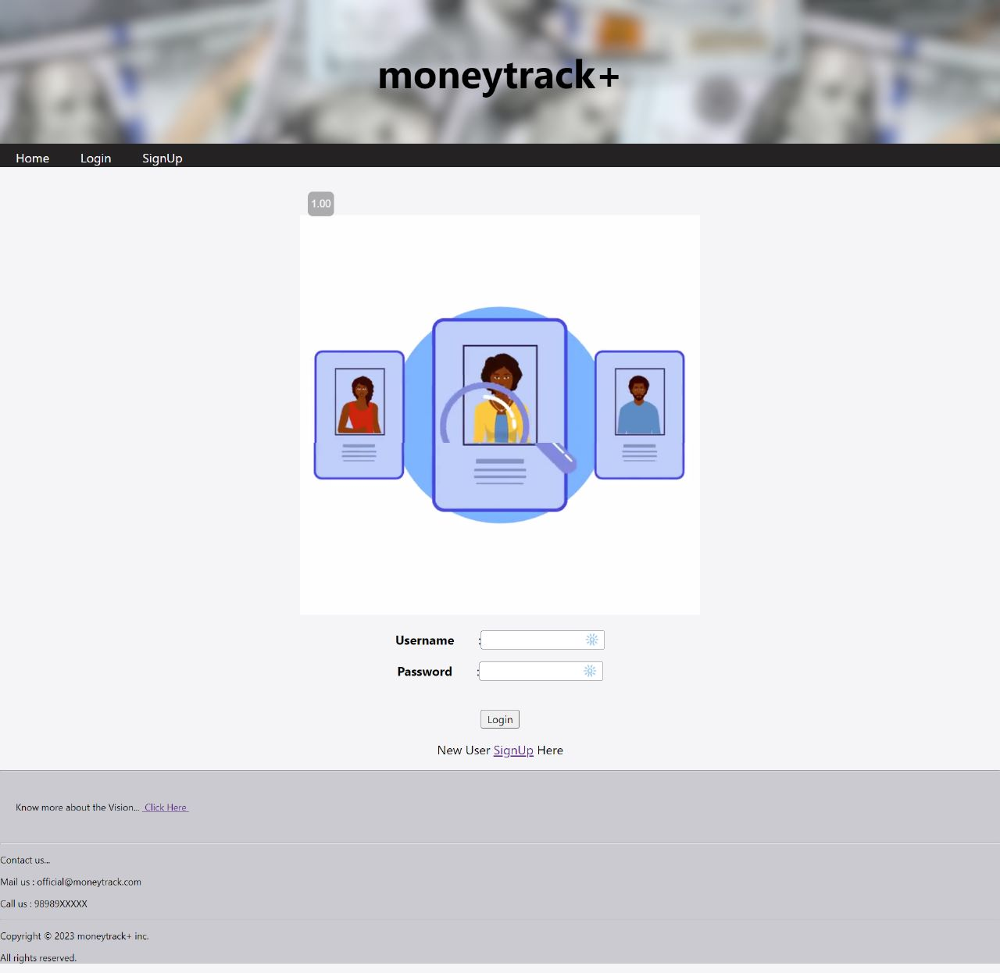 moneytrack+
Home Login SignUp
1.00
Username :
Password :
Login
New User SignUp Here
Know more about the Vision... Click Here
Contact us...
Mail us : official@moneytrack.com
Call us : 98989XXXXX
Copyright © 2023 moneytrack+ inc.
All rights reserved.